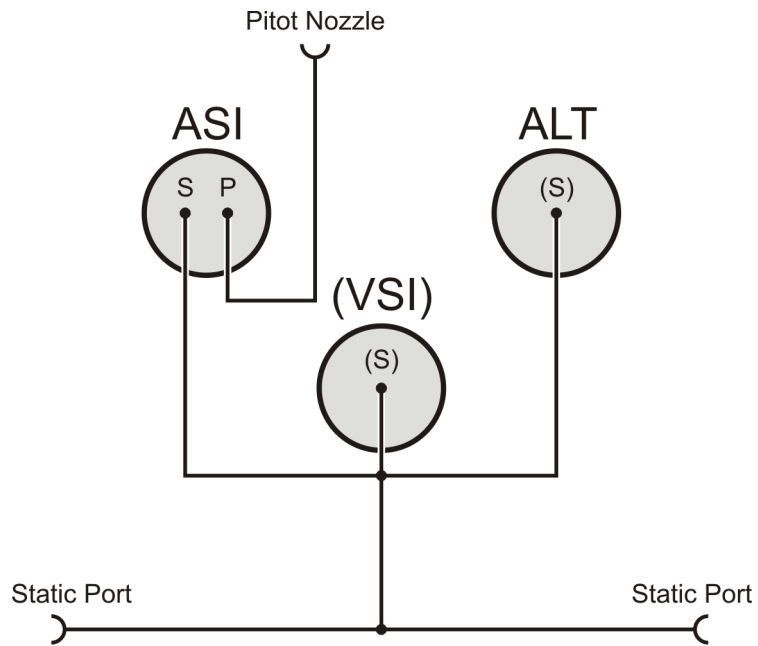 Pitot Nozzle
ASI
ALT
S P
(S)
(VSI)
(S)
Static Port
Static Port